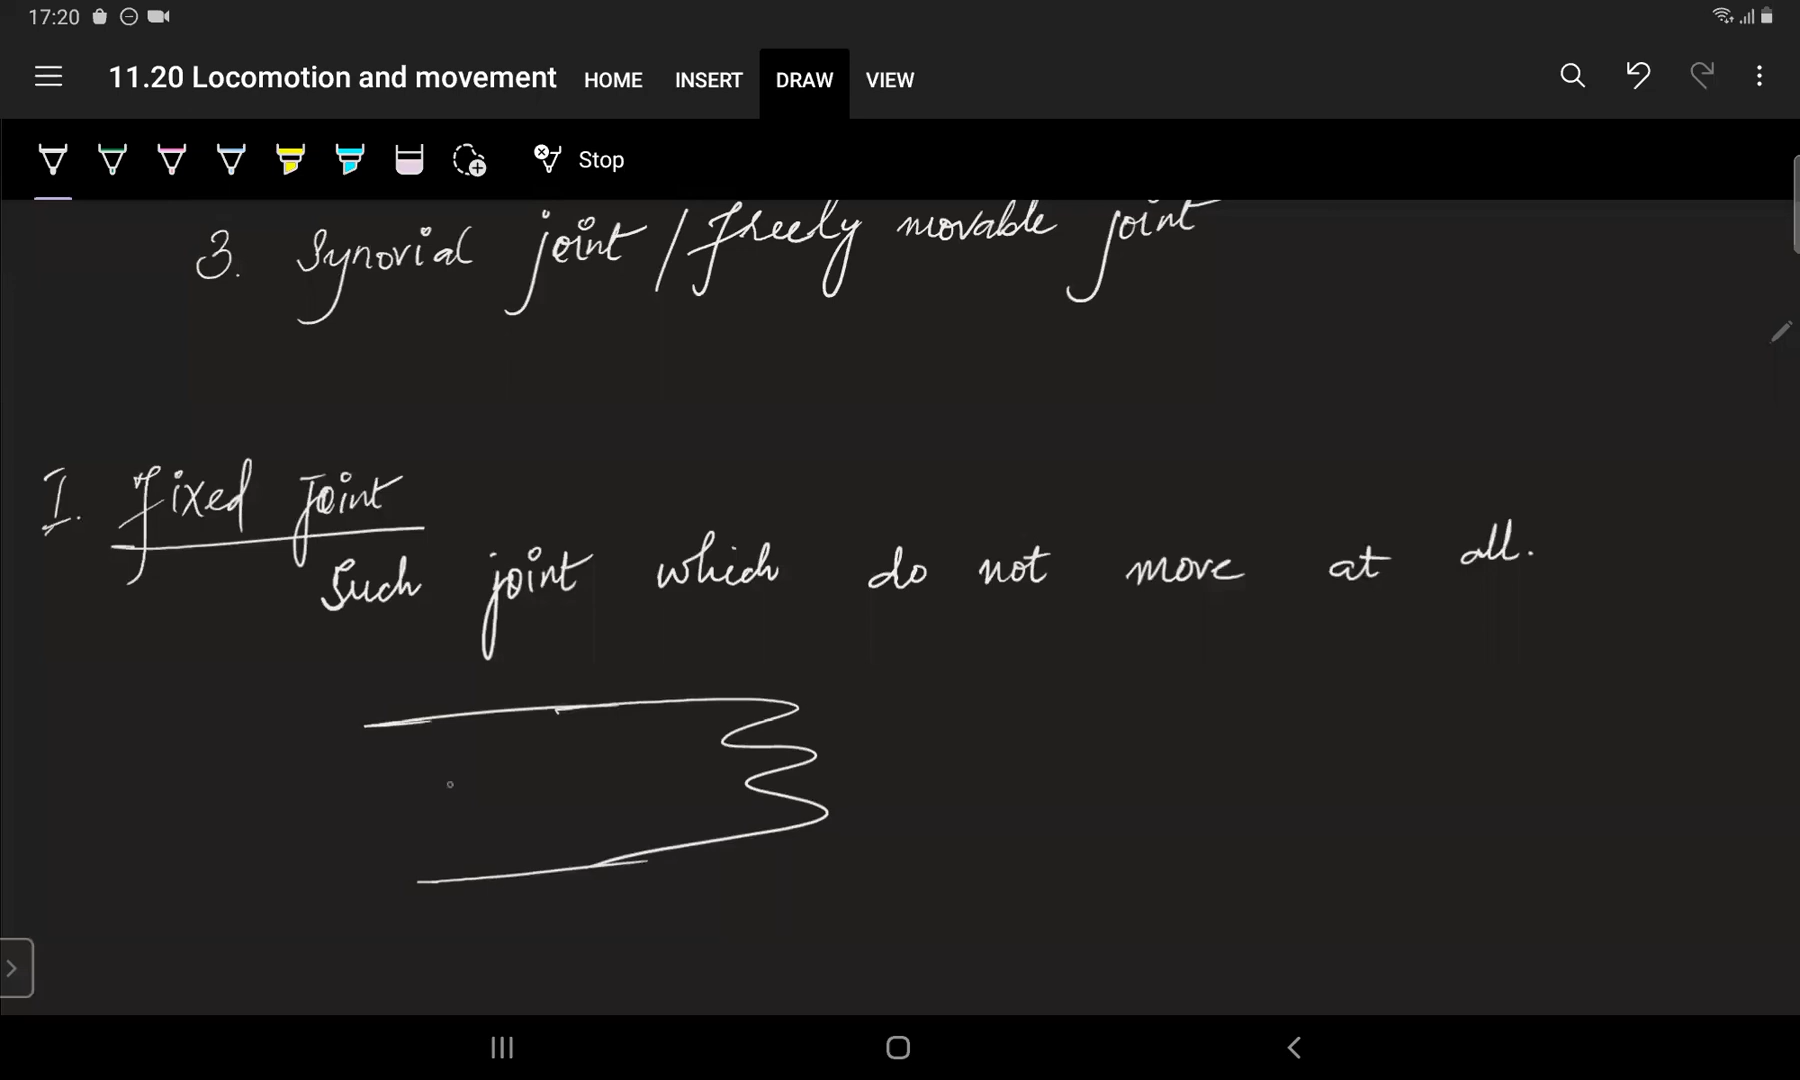 17:20
11.20 Locomotion and movement HOME INSERT DRAW VIEW
Stop
3. Synovial joint / freely movable joint
I. Fixed Joint
Such joint which do not move at all.